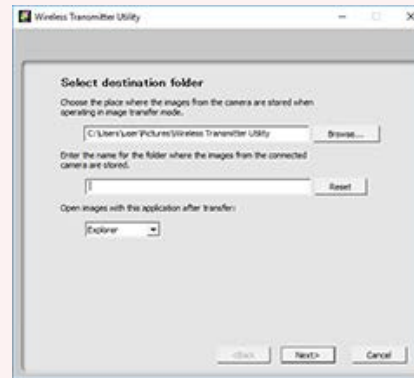 Wireless Transmitter Utility
Select destination folder
Choose the place where the images from the camera are stored when
operating in image transfer mode.
C:\Users\user\Pictures\Wireless Transmitter Utility
Browse...
Enter the name for the folder where the images from the connected
camera are stored.
Reset
Open images with this application after transfer:
Explorer
<Back
Next>
Cancel